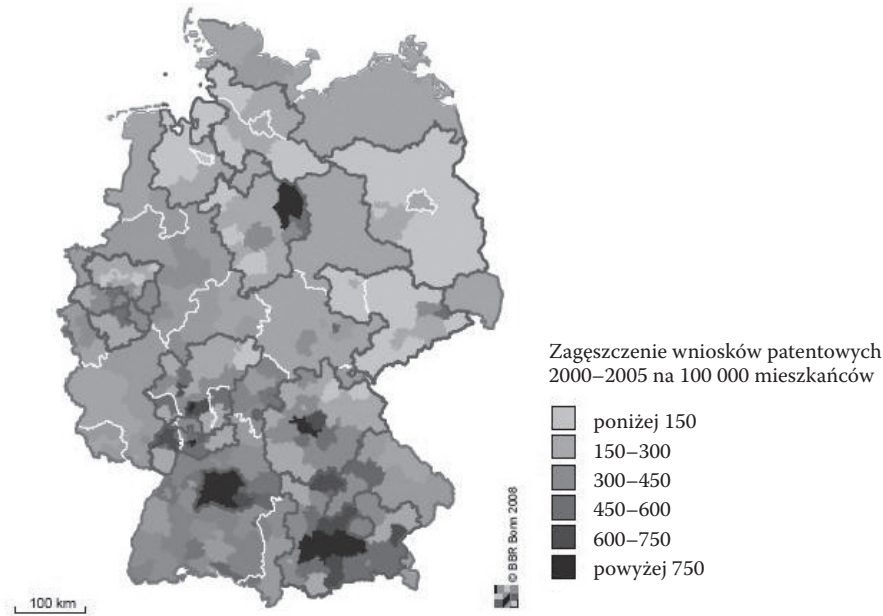 Zagęszczenie wniosków patentowych
2000–2005 na 100 000 mieszkańców
poniżej 150
150–300
300–450
450–600
600–750
powyżej 750
© BBR Bonn 2008
100 km